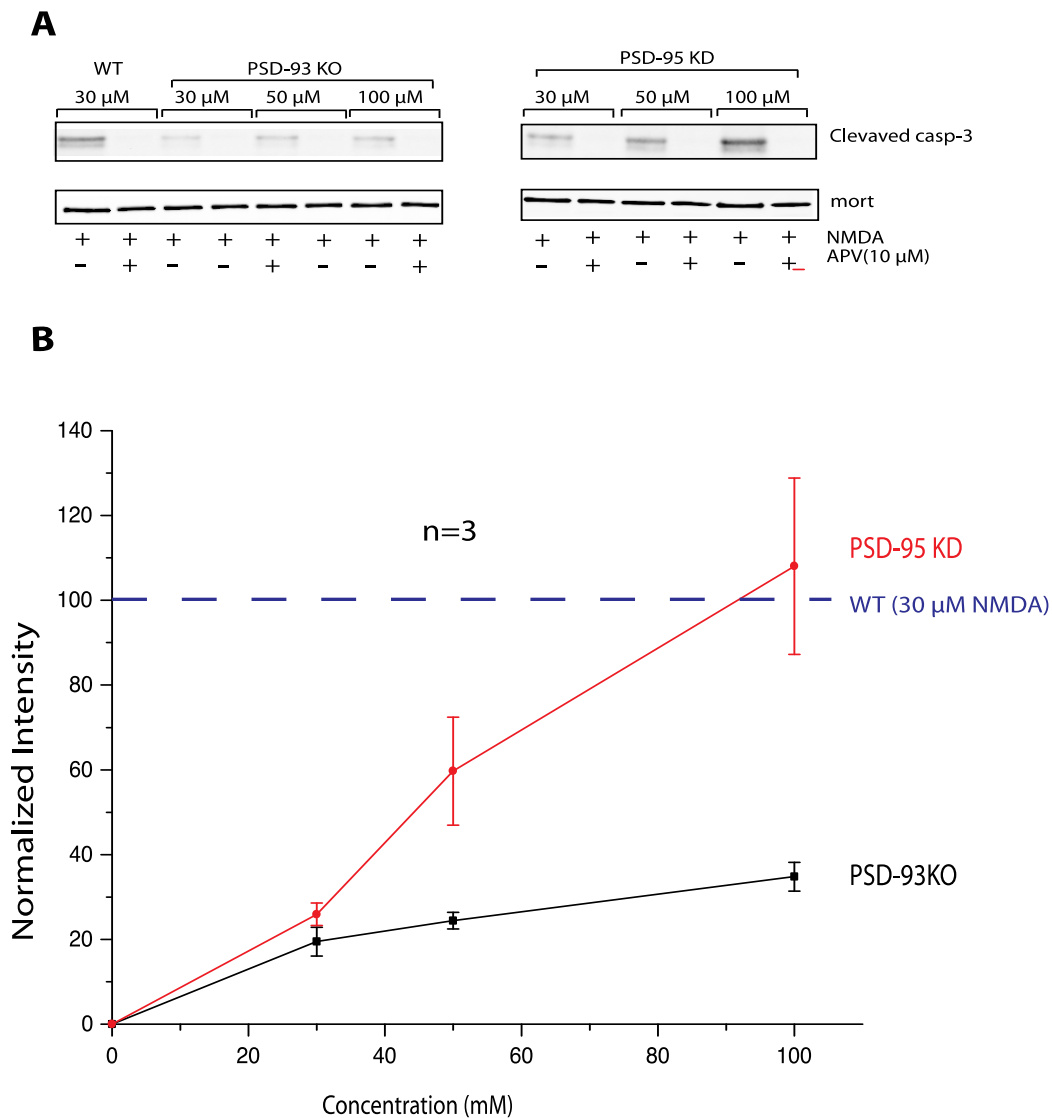 A
WT PSD-93 KO PSD-95 KD
30 μM 30 μM 50 μM 100 μM 30 μM 50 μM 100 μM
Clevaved casp-3
mort
+ + + + + + + + + + + + + + NMDA
– + – – + – – + – + – + – + APV(10 μM)
B
140
120
100
80
60
40
20
0
0 20 40 60 80 100
Normalized Intensity
n=3
PSD-95 KD
WT (30 μM NMDA)
PSD-93KO
Concentration (mM)